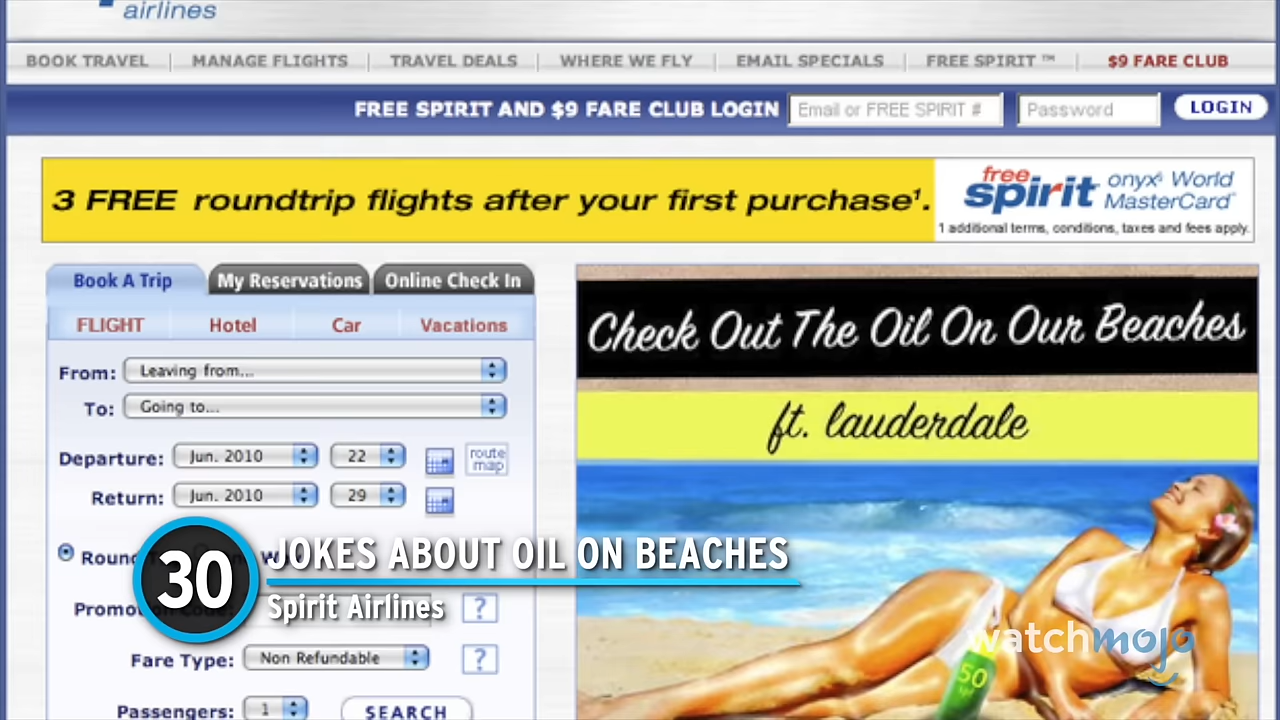 airlines
BOOK TRAVEL MANAGE FLIGHTS TRAVEL DEALS WHERE WE FLY EMAIL SPECIALS FREE SPIRIT ™ $9 FARE CLUB
FREE SPIRIT AND $9 FARE CLUB LOGIN Email or FREE SPIRIT # Password LOGIN
3 FREE roundtrip flights after your first purchase¹.
free spirit onyx World MasterCard
1 additional terms, conditions, taxes and fees apply.
Book A Trip My Reservations Online Check In
FLIGHT Hotel Car Vacations
From: Leaving from...
To: Going to...
Departure: Jun. 2010 22 route map
Return: Jun. 2010 29
Check Out The Oil On Our Beaches
ft. lauderdale
30 JOKES ABOUT OIL ON BEACHES
Spirit Airlines
?
Fare Type: Non Refundable ?
Passengers: 1 SEARCH
50
watchmojo